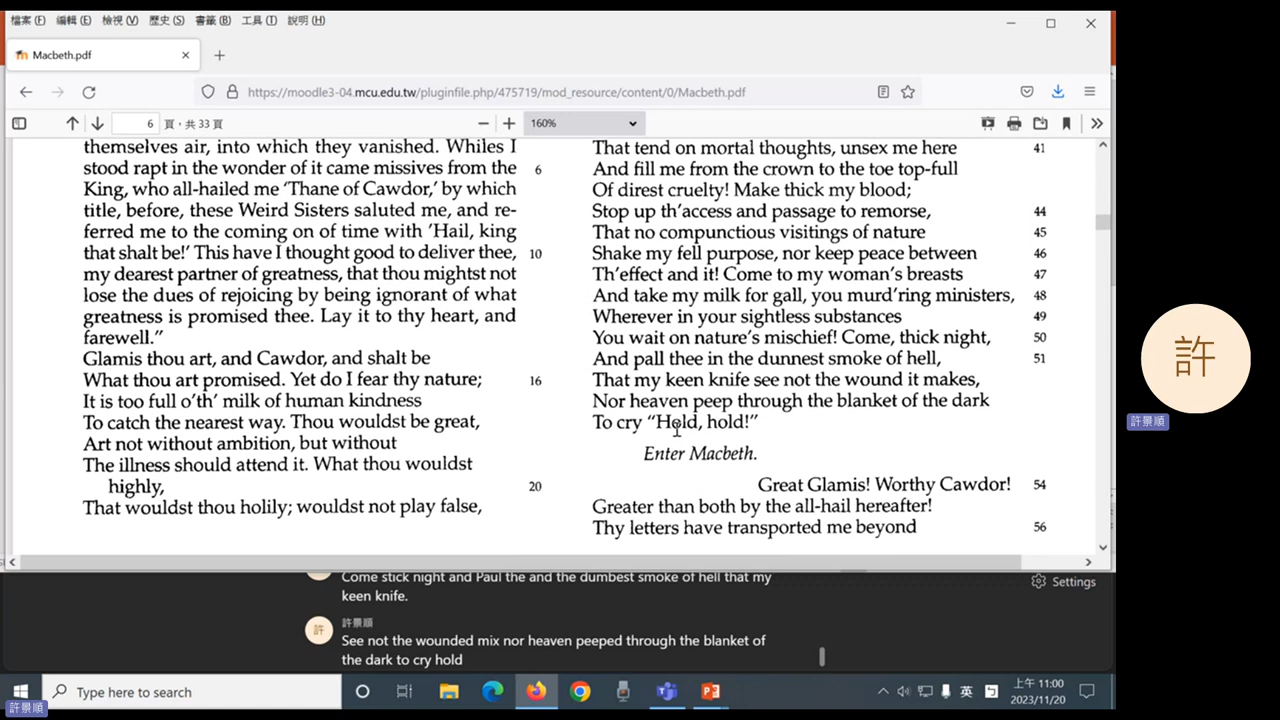 檔案 (F) 編輯 (E) 檢視 (V) 歷史 (S) 書籤 (B) 工具 (T) 說明 (H)
Macbeth.pdf
https://moodle3-04.mcu.edu.tw/pluginfile.php/475719/mod_resource/content/0/Macbeth.pdf
6 頁，共 33 頁
160%
themselves air, into which they vanished. Whiles I
stood rapt in the wonder of it came missives from the 6
King, who all-hailed me ‘Thane of Cawdor,’ by which
title, before, these Weird Sisters saluted me, and re-
ferred me to the coming on of time with ‘Hail, king
that shalt be!’ This have I thought good to deliver thee, 10
my dearest partner of greatness, that thou mightst not
lose the dues of rejoicing by being ignorant of what
greatness is promised thee. Lay it to thy heart, and
farewell.”
Glamis thou art, and Cawdor, and shalt be
What thou art promised. Yet do I fear thy nature; 16
It is too full o’th’ milk of human kindness
To catch the nearest way. Thou wouldst be great,
Art not without ambition, but without
The illness should attend it. What thou wouldst
highly, 20
That wouldst thou holily; wouldst not play false,
That tend on mortal thoughts, unsex me here 41
And fill me from the crown to the toe top-full
Of direst cruelty! Make thick my blood;
Stop up th’access and passage to remorse, 44
That no compunctious visitings of nature 45
Shake my fell purpose, nor keep peace between 46
Th’effect and it! Come to my woman’s breasts 47
And take my milk for gall, you murd’ring ministers, 48
Wherever in your sightless substances 49
You wait on nature’s mischief! Come, thick night, 50
And pall thee in the dunnest smoke of hell, 51
That my keen knife see not the wound it makes,
Nor heaven peep through the blanket of the dark
To cry “Hold, hold!”
Enter Macbeth.
Great Glamis! Worthy Cawdor! 54
Greater than both by the all-hail hereafter!
Thy letters have transported me beyond 56
Come stick night and Paul the and the dumbest smoke of hell that my
keen knife.
Settings
許
許景順
See not the wounded mix nor heaven peeped through the blanket of
the dark to cry hold
許
許景順
Type here to search
英
上午 11:00
2023/11/20
許景順